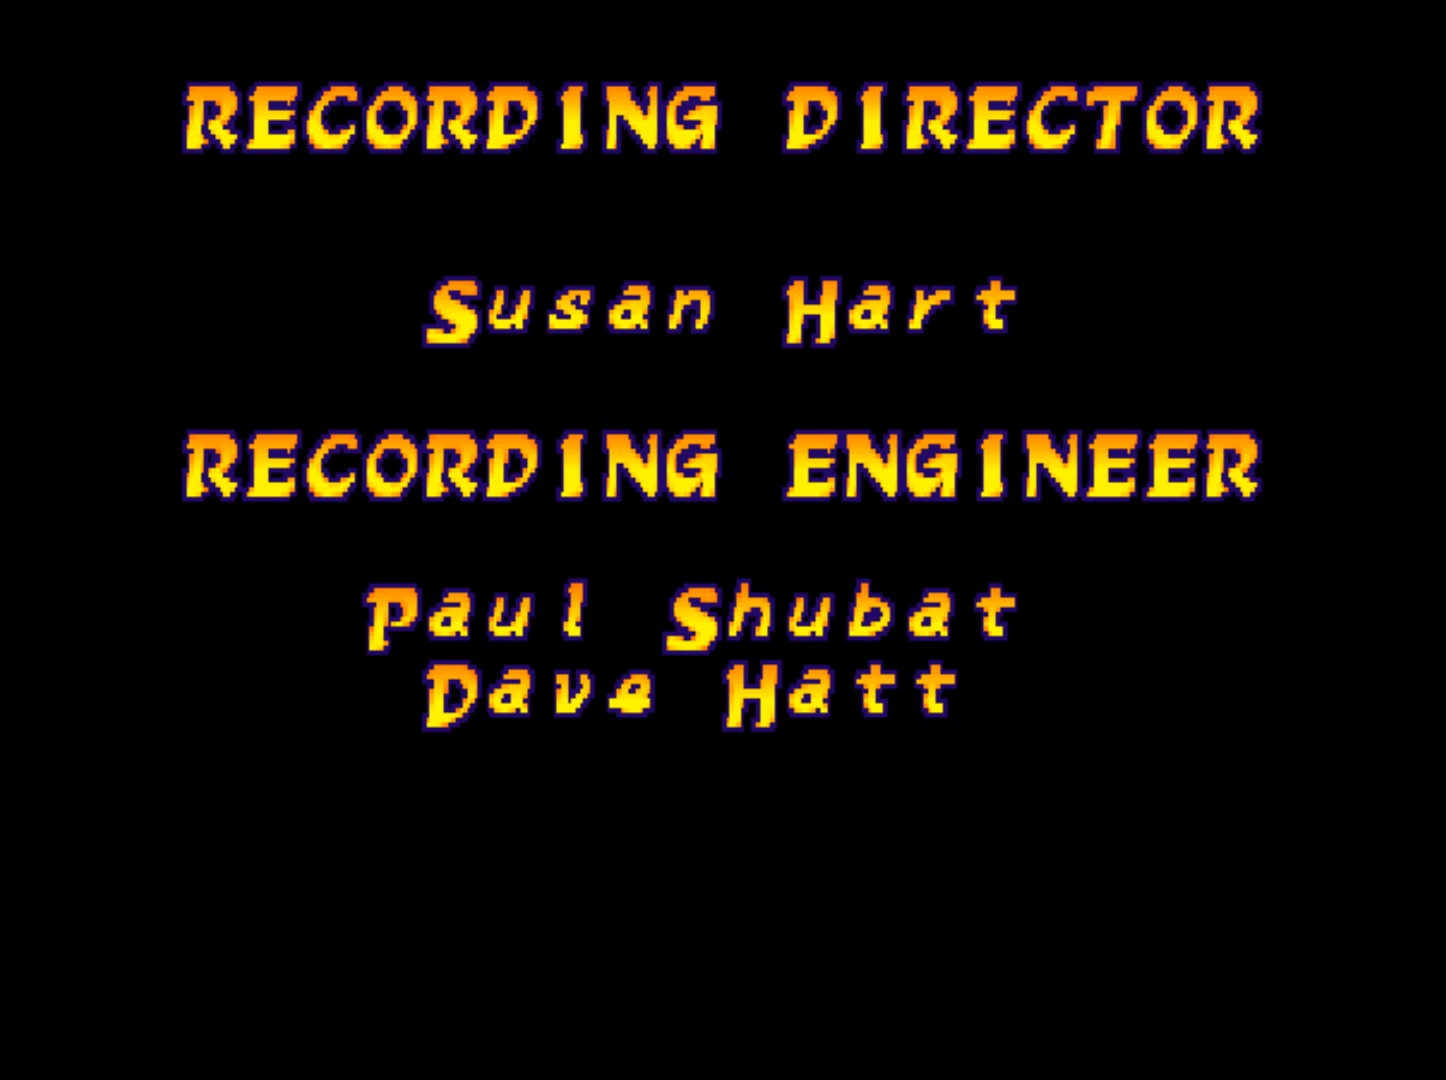 RECORDING DIRECTOR
Susan Hart
RECORDING ENGINEER
Paul Shubat
Dave Hatt